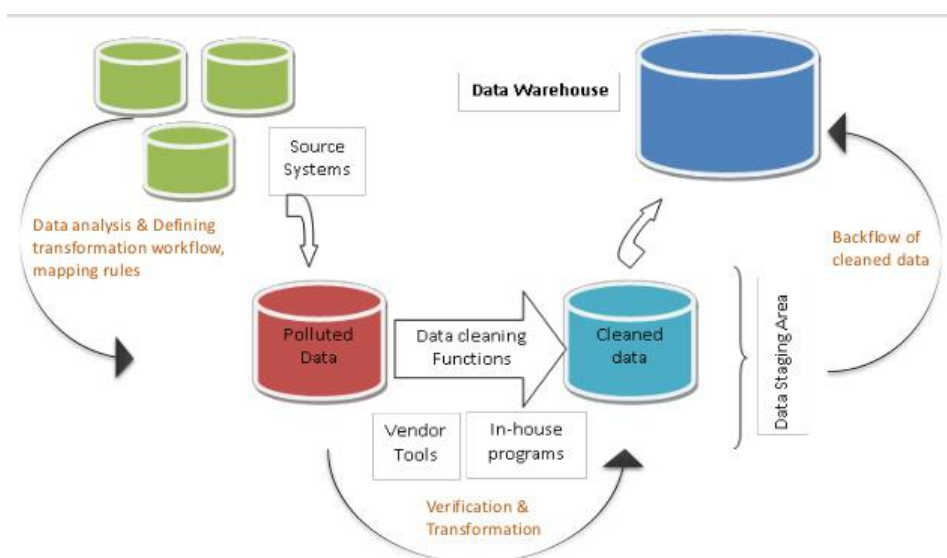 Data Warehouse
Source
Systems
Data analysis & Defining
transformation workflow,
mapping rules
Backflow of
cleaned data
Polluted
Data
Data cleaning
Functions
Cleaned
data
Data Staging Area
Vendor
Tools
In-house
programs
Verification &
Transformation